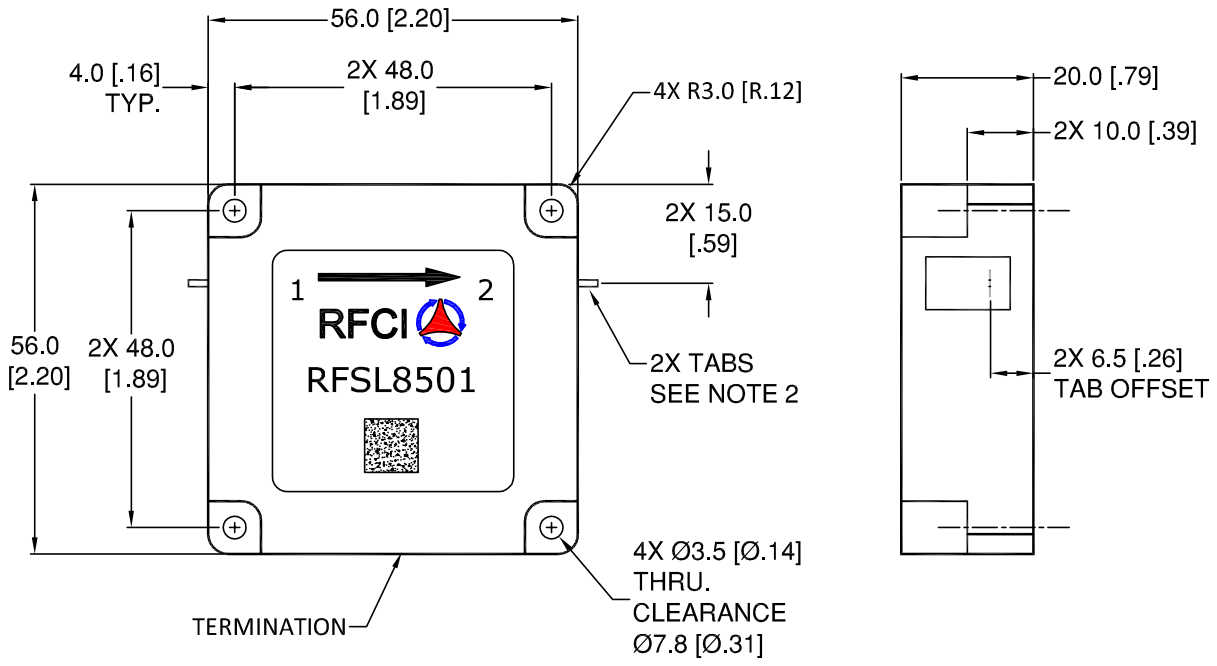 56.0 [2.20]
4.0 [.16]
TYP.
2X 48.0
[1.89]
4X R3.0 [R.12]
20.0 [.79]
2X 10.0 [.39]
2X 15.0
[.59]
1
2
RFCI
RFSL8501
56.0
[2.20]
2X 48.0
[1.89]
2X TABS
SEE NOTE 2
2X 6.5 [.26]
TAB OFFSET
4X Ø3.5 [Ø.14]
THRU.
CLEARANCE
Ø7.8 [Ø.31]
TERMINATION